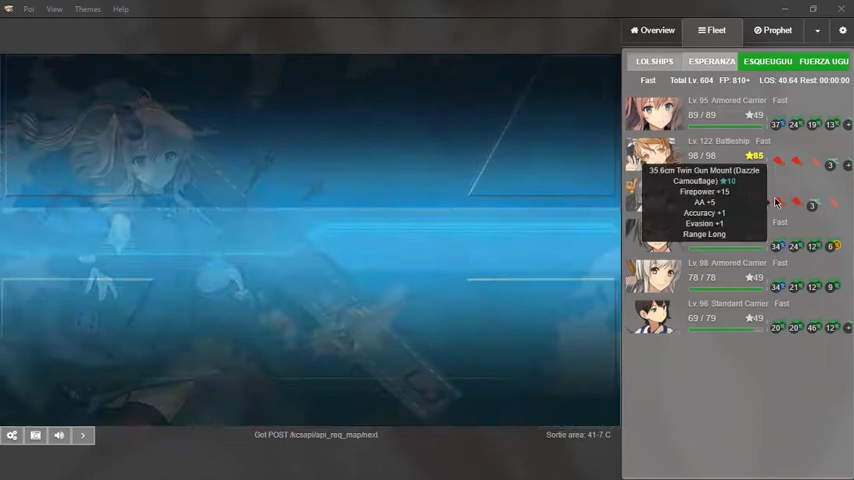 Poi View Themes Help
Overview Fleet Prophet
LOLSHIPS ESPERANZA ESQUEUGUU FUERZA UGU
Fast Total Lv. 604 FP: 810+ LOS: 40.64 Rest: 00:00:00
Lv. 95 Armored Carrier Fast
89 / 89 ★49 37 24 19 13 +
Lv. 122 Battleship Fast
98 / 98 ★85 3 +
35.6cm Twin Gun Mount (Dazzle
Camouflage) ★10
Firepower +15
AA +5
Accuracy +1
Evasion +1
Range Long
3
Fast
34 24 12 6
Lv. 98 Armored Carrier Fast
78 / 78 ★49 34 21 12 9
Lv. 96 Standard Carrier Fast
69 / 79 ★49 20 20 46 12 +
Got POST /kcsapi/api_req_map/next Sortie area: 41-7 C